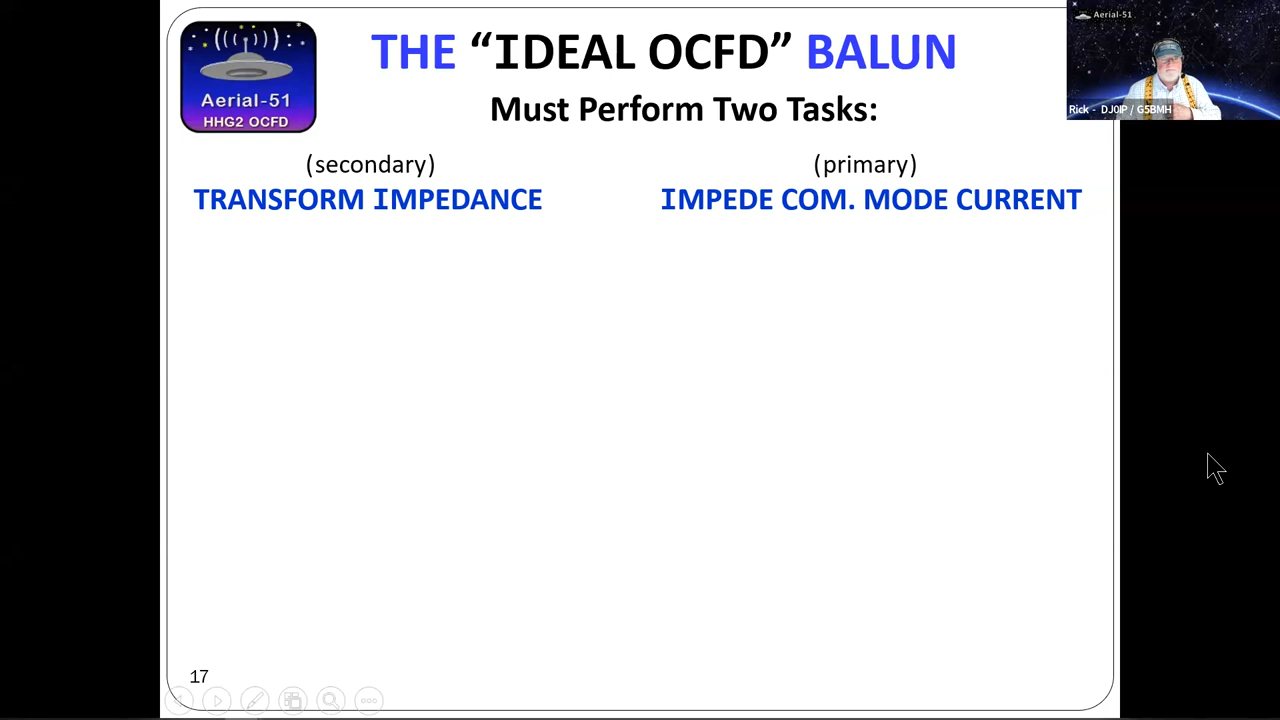 THE “IDEAL OCFD” BALUN
Must Perform Two Tasks:
Aerial-51
HHG2 OCFD
Aerial-51
Rick - DJ0IP / G5BMH
(secondary)
(primary)
TRANSFORM IMPEDANCE
IMPEDE COM. MODE CURRENT
17